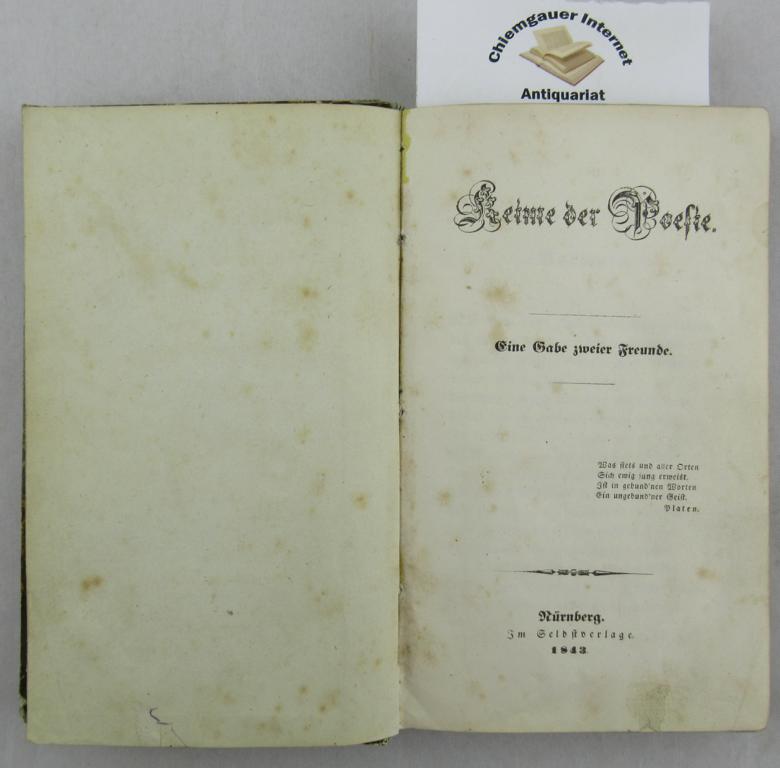 Chiemgauer Internet
Antiquariat
Keime der Poesie.
Eine Gabe zweier Freunde.
Was stets und aller Orten
Sich ewig jung erweist.
Ist in gebund'nen Worten
Ein ungebund'ner Geist.
Platen.
Nürnberg.
Im Selbstverlage.
1843.